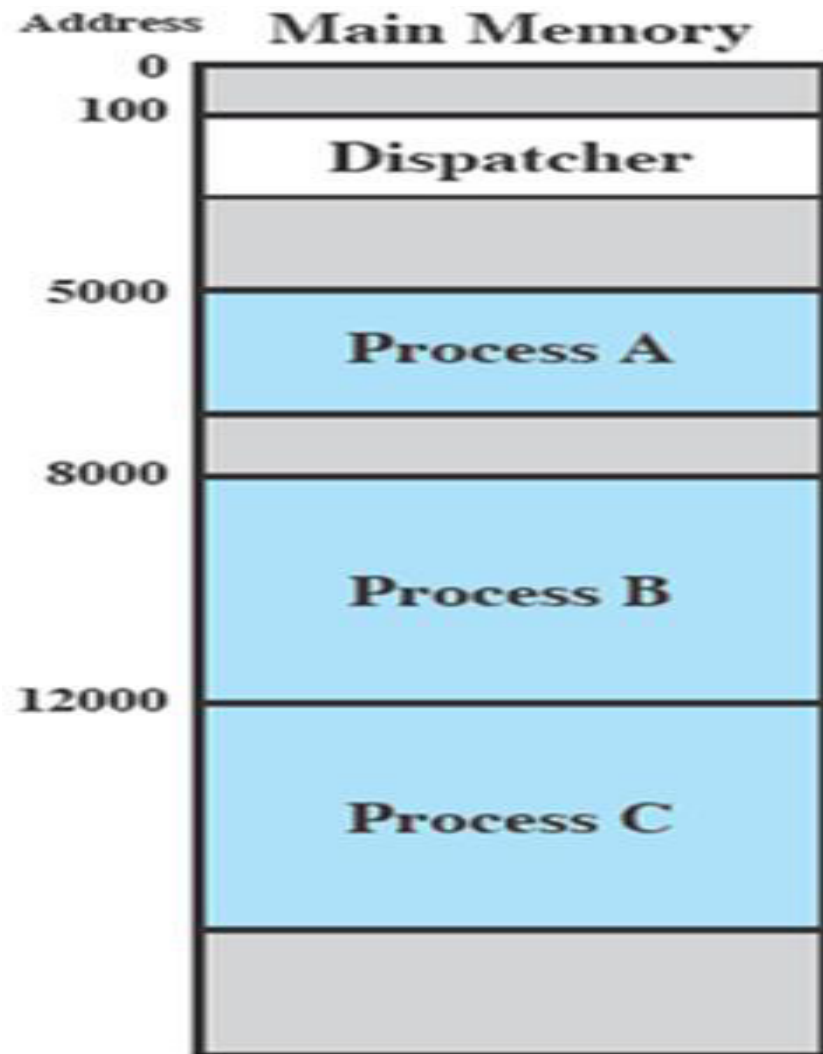 Address Main Memory
0
100
Dispatcher
5000
Process A
8000
Process B
12000
Process C